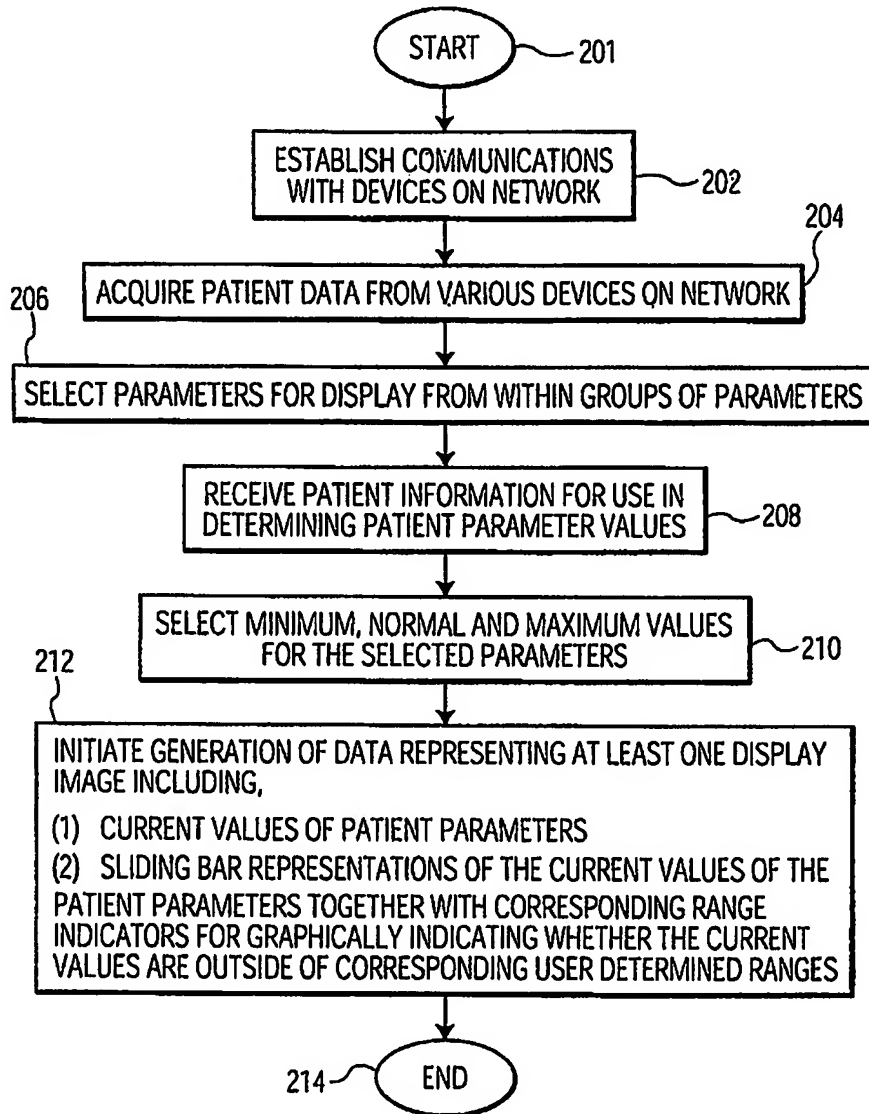 START
201
ESTABLISH COMMUNICATIONS
WITH DEVICES ON NETWORK
202
204
ACQUIRE PATIENT DATA FROM VARIOUS DEVICES ON NETWORK
206
SELECT PARAMETERS FOR DISPLAY FROM WITHIN GROUPS OF PARAMETERS
RECEIVE PATIENT INFORMATION FOR USE IN
DETERMINING PATIENT PARAMETER VALUES
208
SELECT MINIMUM, NORMAL AND MAXIMUM VALUES
FOR THE SELECTED PARAMETERS
210
212
INITIATE GENERATION OF DATA REPRESENTING AT LEAST ONE DISPLAY
IMAGE INCLUDING,
(1) CURRENT VALUES OF PATIENT PARAMETERS
(2) SLIDING BAR REPRESENTATIONS OF THE CURRENT VALUES OF THE
PATIENT PARAMETERS TOGETHER WITH CORRESPONDING RANGE
INDICATORS FOR GRAPHICALLY INDICATING WHETHER THE CURRENT
VALUES ARE OUTSIDE OF CORRESPONDING USER DETERMINED RANGES
214
END